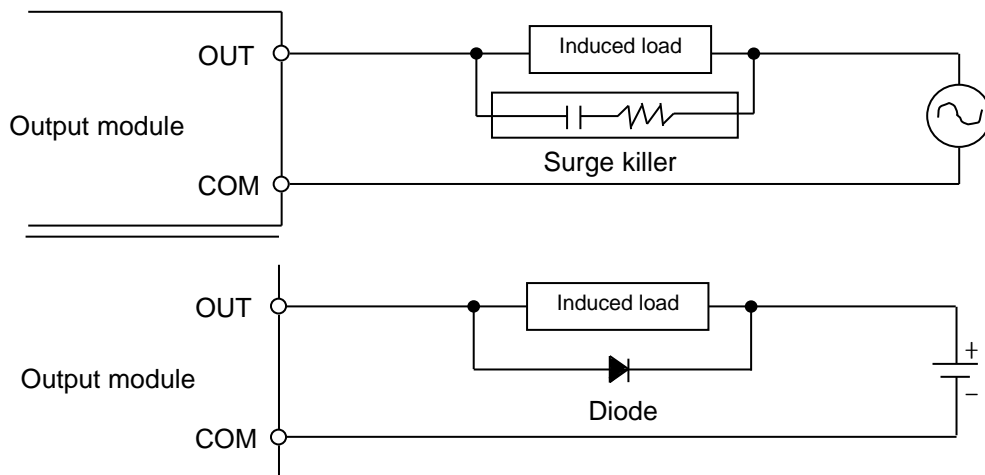 OUT
Induced load
Output module
Surge killer
COM
OUT
Induced load
+
Output module
−
Diode
COM